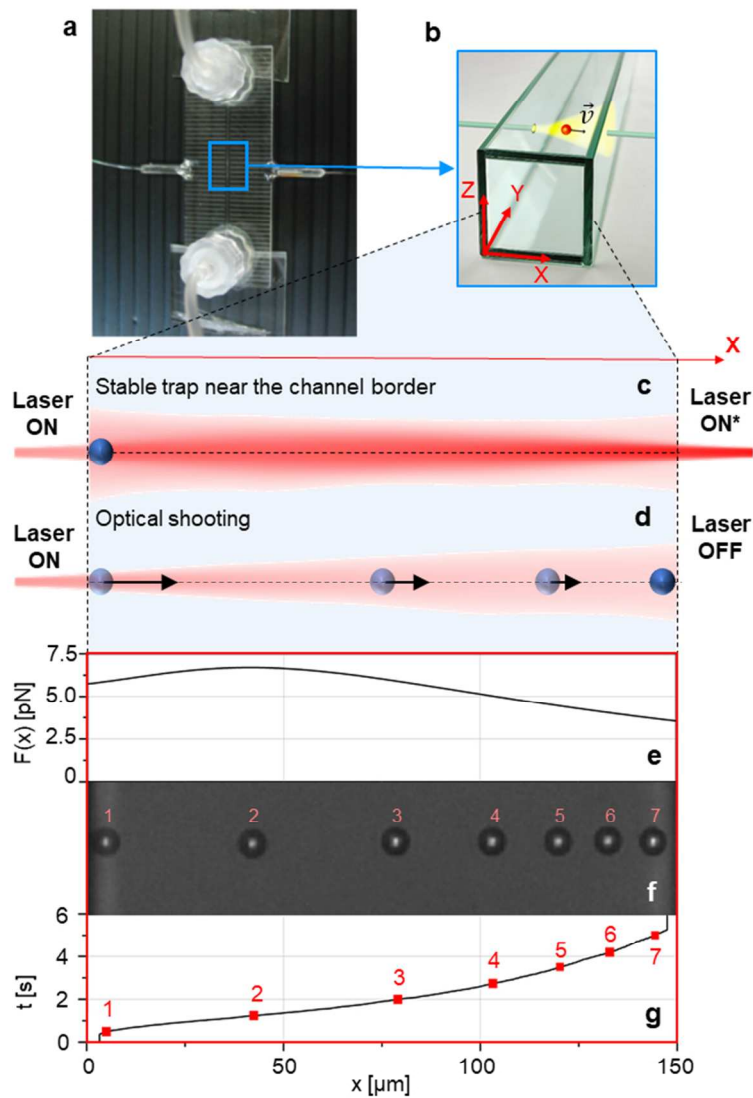 a
b
v
Z
Y
X
X
Stable trap near the channel border
c
Laser
ON
Laser
ON*
Optical shooting
d
Laser
ON
Laser
OFF
7.5
5.0
2.5
0
F(x) [pN]
e
1 2 3 4 5 6 7
f
6
4
2
0
t [s]
1 2 3 4 5 6 7
g
0 50 100 150
x [µm]